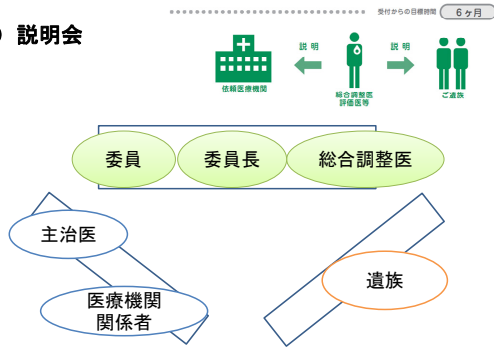 受付からの目標時間 6ヶ月
) 説明会
説 明
説 明
依頼医療機関
総合調整医
評価医等
ご遺族
委員
委員長
総合調整医
主治医
医療機関
関係者
遺族